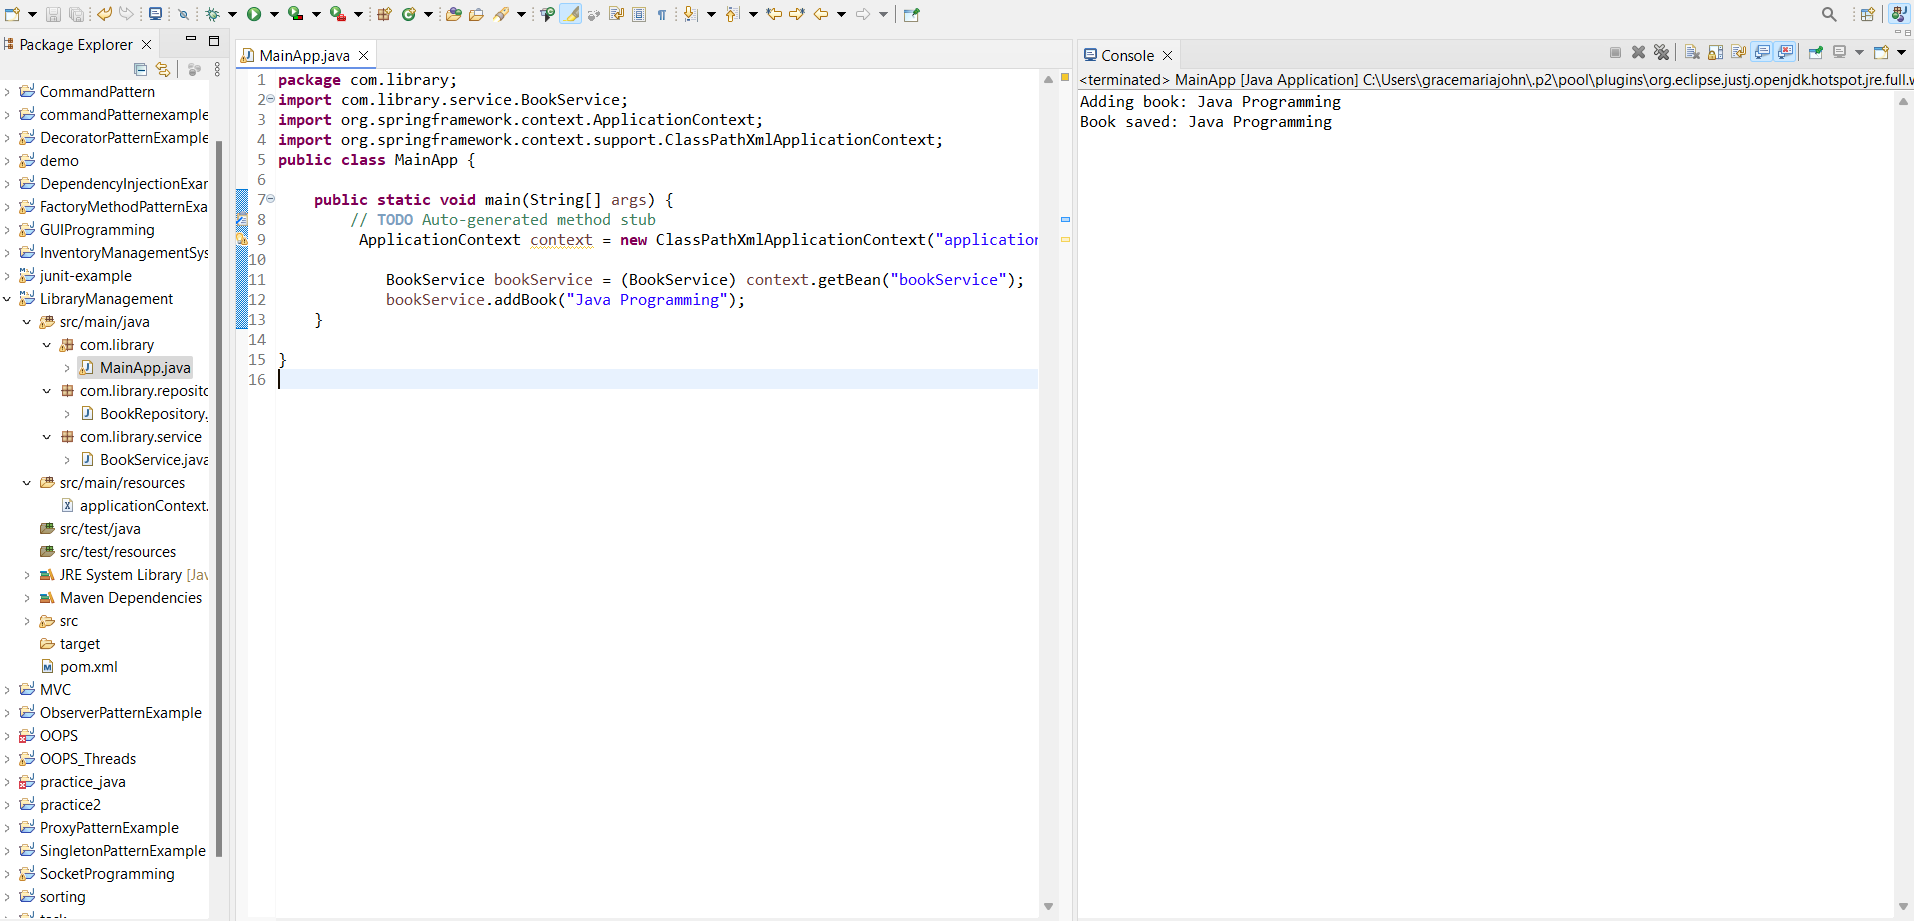 Package Explorer
CommandPattern
commandPatternexample
DecoratorPatternExample
demo
DependencyInjectionExar
FactoryMethodPatternExa
GUIProgramming
InventoryManagementSys
junit-example
LibraryManagement
src/main/java
com.library
MainApp.java
com.library.reposito
BookRepository.
com.library.service
BookService.java
src/main/resources
applicationContext.
src/test/java
src/test/resources
JRE System Library [Jav
Maven Dependencies
src
target
pom.xml
MVC
ObserverPatternExample
OOPS
OOPS_Threads
practice_java
practice2
ProxyPatternExample
SingletonPatternExample
SocketProgramming
sorting
MainApp.java
1 package com.library;
2 import com.library.service.BookService;
3 import org.springframework.context.ApplicationContext;
4 import org.springframework.context.support.ClassPathXmlApplicationContext;
5 public class MainApp {
6
7 public static void main(String[] args) {
8 // TODO Auto-generated method stub
9 ApplicationContext context = new ClassPathXmlApplicationContext("application
10
11 BookService bookService = (BookService) context.getBean("bookService");
12 bookService.addBook("Java Programming");
13 }
14
15 }
16
Console
<terminated> MainApp [Java Application] C:\Users\gracemariajohn\.p2\pool\plugins\org.eclipse.justj.openjdk.hotspot.jre.full.w
Adding book: Java Programming
Book saved: Java Programming